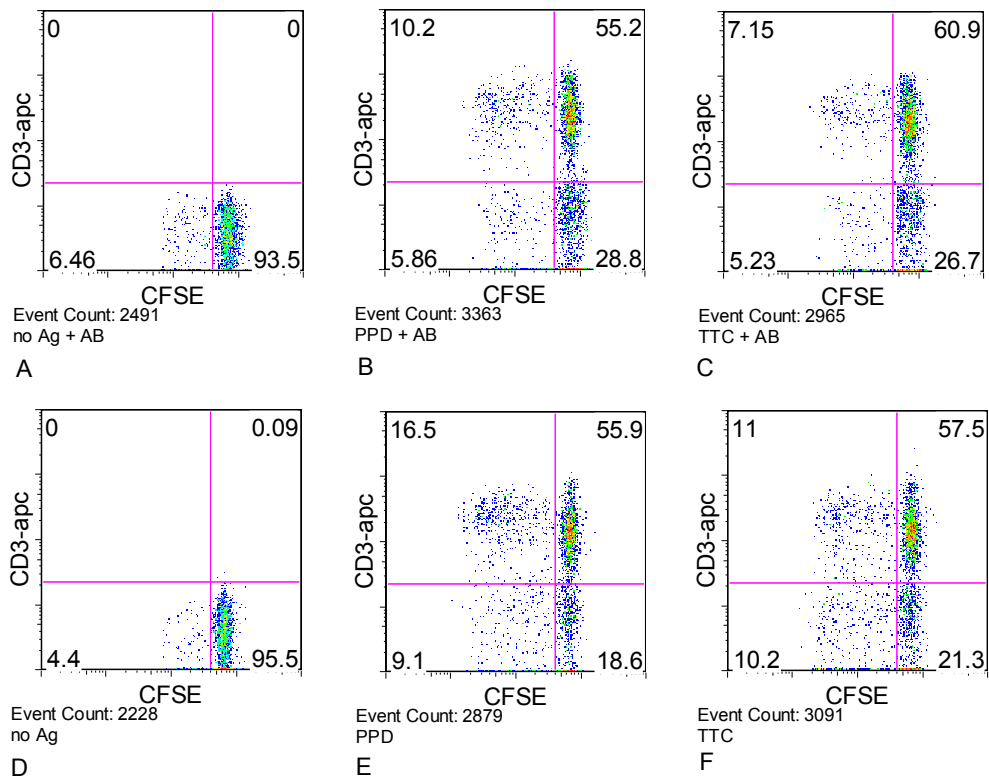 0 0
CD3-apc
6.46 93.5
CFSE
Event Count: 2491
no Ag + AB
A
10.2 55.2
CD3-apc
5.86 28.8
CFSE
Event Count: 3363
PPD + AB
B
7.15 60.9
CD3-apc
5.23 26.7
CFSE
Event Count: 2965
TTC + AB
C
0 0.09
CD3-apc
4.4 95.5
CFSE
Event Count: 2228
no Ag
D
16.5 55.9
CD3-apc
9.1 18.6
CFSE
Event Count: 2879
PPD
E
11 57.5
CD3-apc
10.2 21.3
CFSE
Event Count: 3091
TTC
F